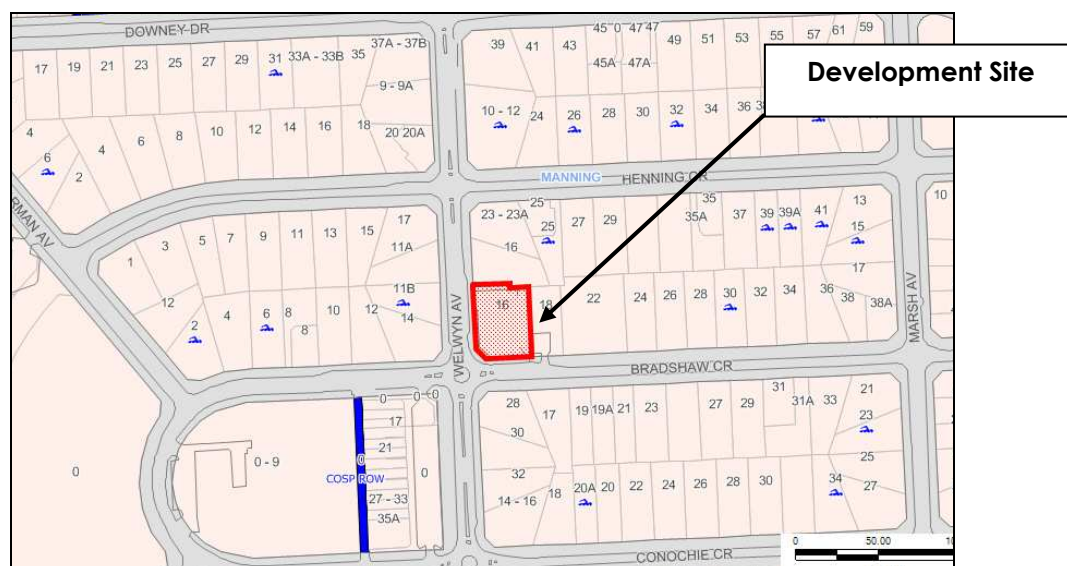 DOWNEY DR
17 19 21 23 25 27 29 31 33A - 33B 35 37A - 37B
9 - 9A
4 6 2 4 6 8 10 12 14 16 18 20 20A
39 41 43 45 0 47 47 49 51 53 55 57 61 59
45A 47A
10 - 12 24 26 28 30 32 34 36
Development Site
MANNING HENNING CR
RMAN AV
1 3 5 7 9 11 13 15 17
11A
12 2 4 6 8 8 10 12 11B 14
WELWYN AV
23 - 23A 25 25 27 29 35 35A 37 39 39A 41 13 15
16 17
16 18 22 24 26 28 30 32 34 36 38 38A
MARSH AV
10
BRADSHAW CR
0 0 0
17
21
0 0 - 9 0 0
COSP ROW
27 - 33
35A
28 17 19 19A 21 23 27 29 31 31A 33 21
30 23
32 25
14 - 16 18 20A 20 22 24 26 28 30 34 27
CONOCHIE CR
0 50.00